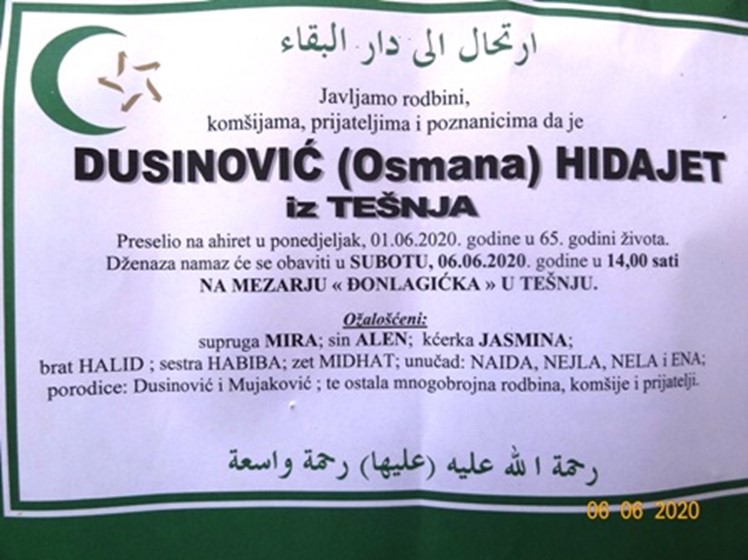 ارتحال الى دار البقاء
Javljamo rodbini,
komšijama, prijateljima i poznanicima da je
DUSINOVIĆ (Osmana) HIDAJET
iz TEŠNJA
Preselio na ahiret u ponedjeljak, 01.06.2020. godine u 65. godini života.
Dženaza namaz će se obaviti u SUBOTU, 06.06.2020. godine u 14,00 sati
NA MEZARJU « ĐONLAGIĆKA » U TEŠNJU.
Ožalošćeni:
supruga MIRA; sin ALEN; kćerka JASMINA;
brat HALID ; sestra HABIBA; zet MIDHAT; unučad: NAIDA, NEJLA, NELA i ENA;
porodice: Dusinović i Mujaković ; te ostala mnogobrojna rodbina, komšije i prijatelji.
رحمة الله عليه (عليها) رحمة واسعة
06 06 2020